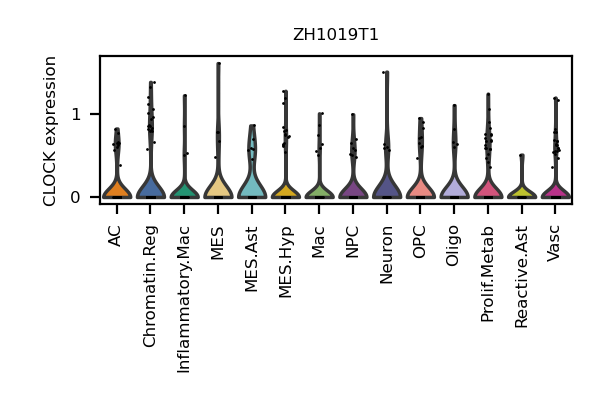 ZH1019T1
CLOCK expression
1
0
AC
Chromatin.Reg
Inflammatory.Mac
MES
MES.Ast
MES.Hyp
Mac
NPC
Neuron
OPC
Oligo
Prolif.Metab
Reactive.Ast
Vasc